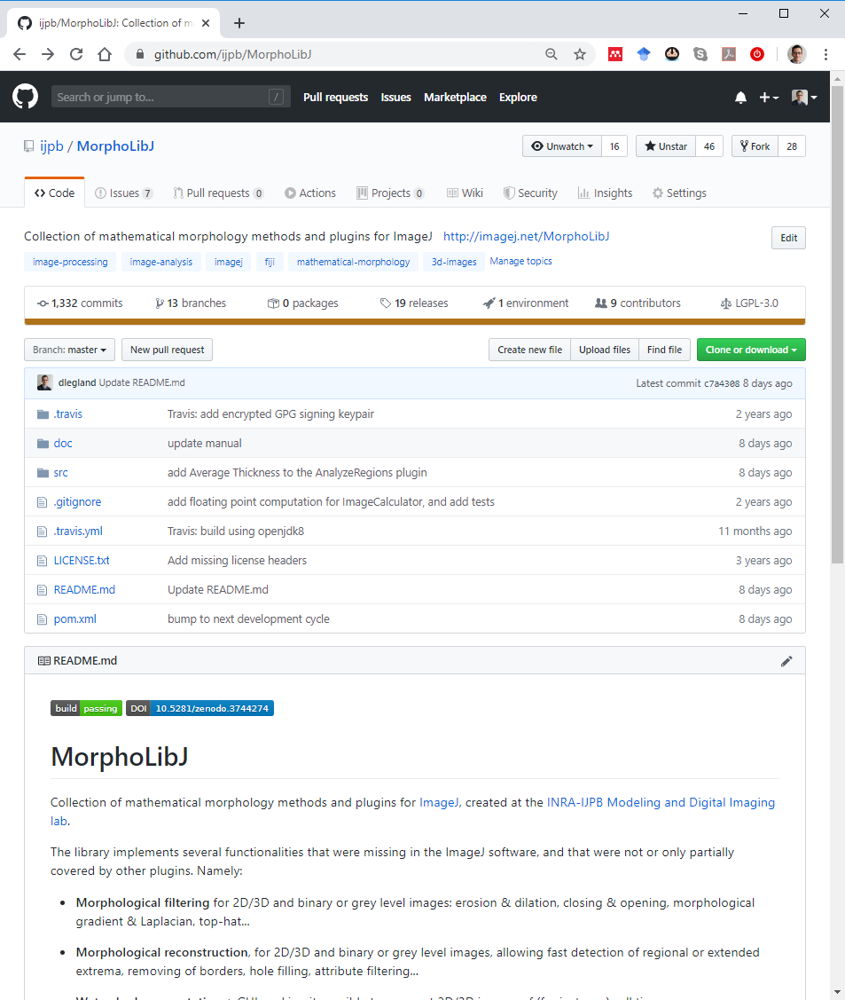 ijpb/MorphoLibJ: Collection of m
github.com/ijpb/MorphoLibJ
Search or jump to... / Pull requests Issues Marketplace Explore
ijpb / MorphoLibJ Unwatch 16 Unstar 46 Fork 28
Code Issues 7 Pull requests 0 Actions Projects 0 Wiki Security Insights Settings
Collection of mathematical morphology methods and plugins for ImageJ http://imagej.net/MorphoLibJ Edit
image-processing image-analysis imagej fiji mathematical-morphology 3d-images Manage topics
1,332 commits 13 branches 0 packages 19 releases 1 environment 9 contributors LGPL-3.0
Branch: master New pull request Create new file Upload files Find file Clone or download
dlegland Update README.md Latest commit c7a4308 8 days ago
.travis Travis: add encrypted GPG signing keypair 2 years ago
doc update manual 8 days ago
src add Average Thickness to the AnalyzeRegions plugin 8 days ago
.gitignore add floating point computation for ImageCalculator, and add tests 2 years ago
.travis.yml Travis: build using openjdk8 11 months ago
LICENSE.txt Add missing license headers 3 years ago
README.md Update README.md 8 days ago
pom.xml bump to next development cycle 8 days ago
README.md
build passing DOI 10.5281/zenodo.3744274
MorphoLibJ
Collection of mathematical morphology methods and plugins for ImageJ, created at the INRA-IJPB Modeling and Digital Imaging
lab.
The library implements several functionalities that were missing in the ImageJ software, and that were not or only partially
covered by other plugins. Namely:
• Morphological filtering for 2D/3D and binary or grey level images: erosion & dilation, closing & opening, morphological
gradient & Laplacian, top-hat...
• Morphological reconstruction, for 2D/3D and binary or grey level images, allowing fast detection of regional or extended
extrema, removing of borders, hole filling, attribute filtering...